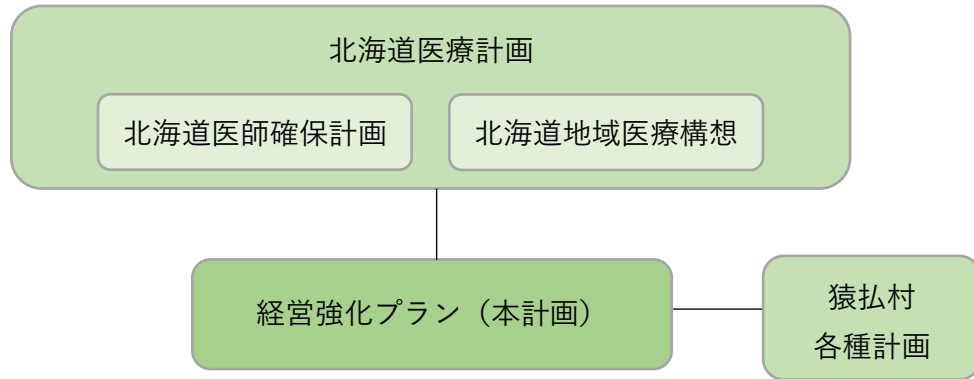 北海道医療計画
北海道医師確保計画
北海道地域医療構想
経営強化プラン（本計画）
猿払村
各種計画